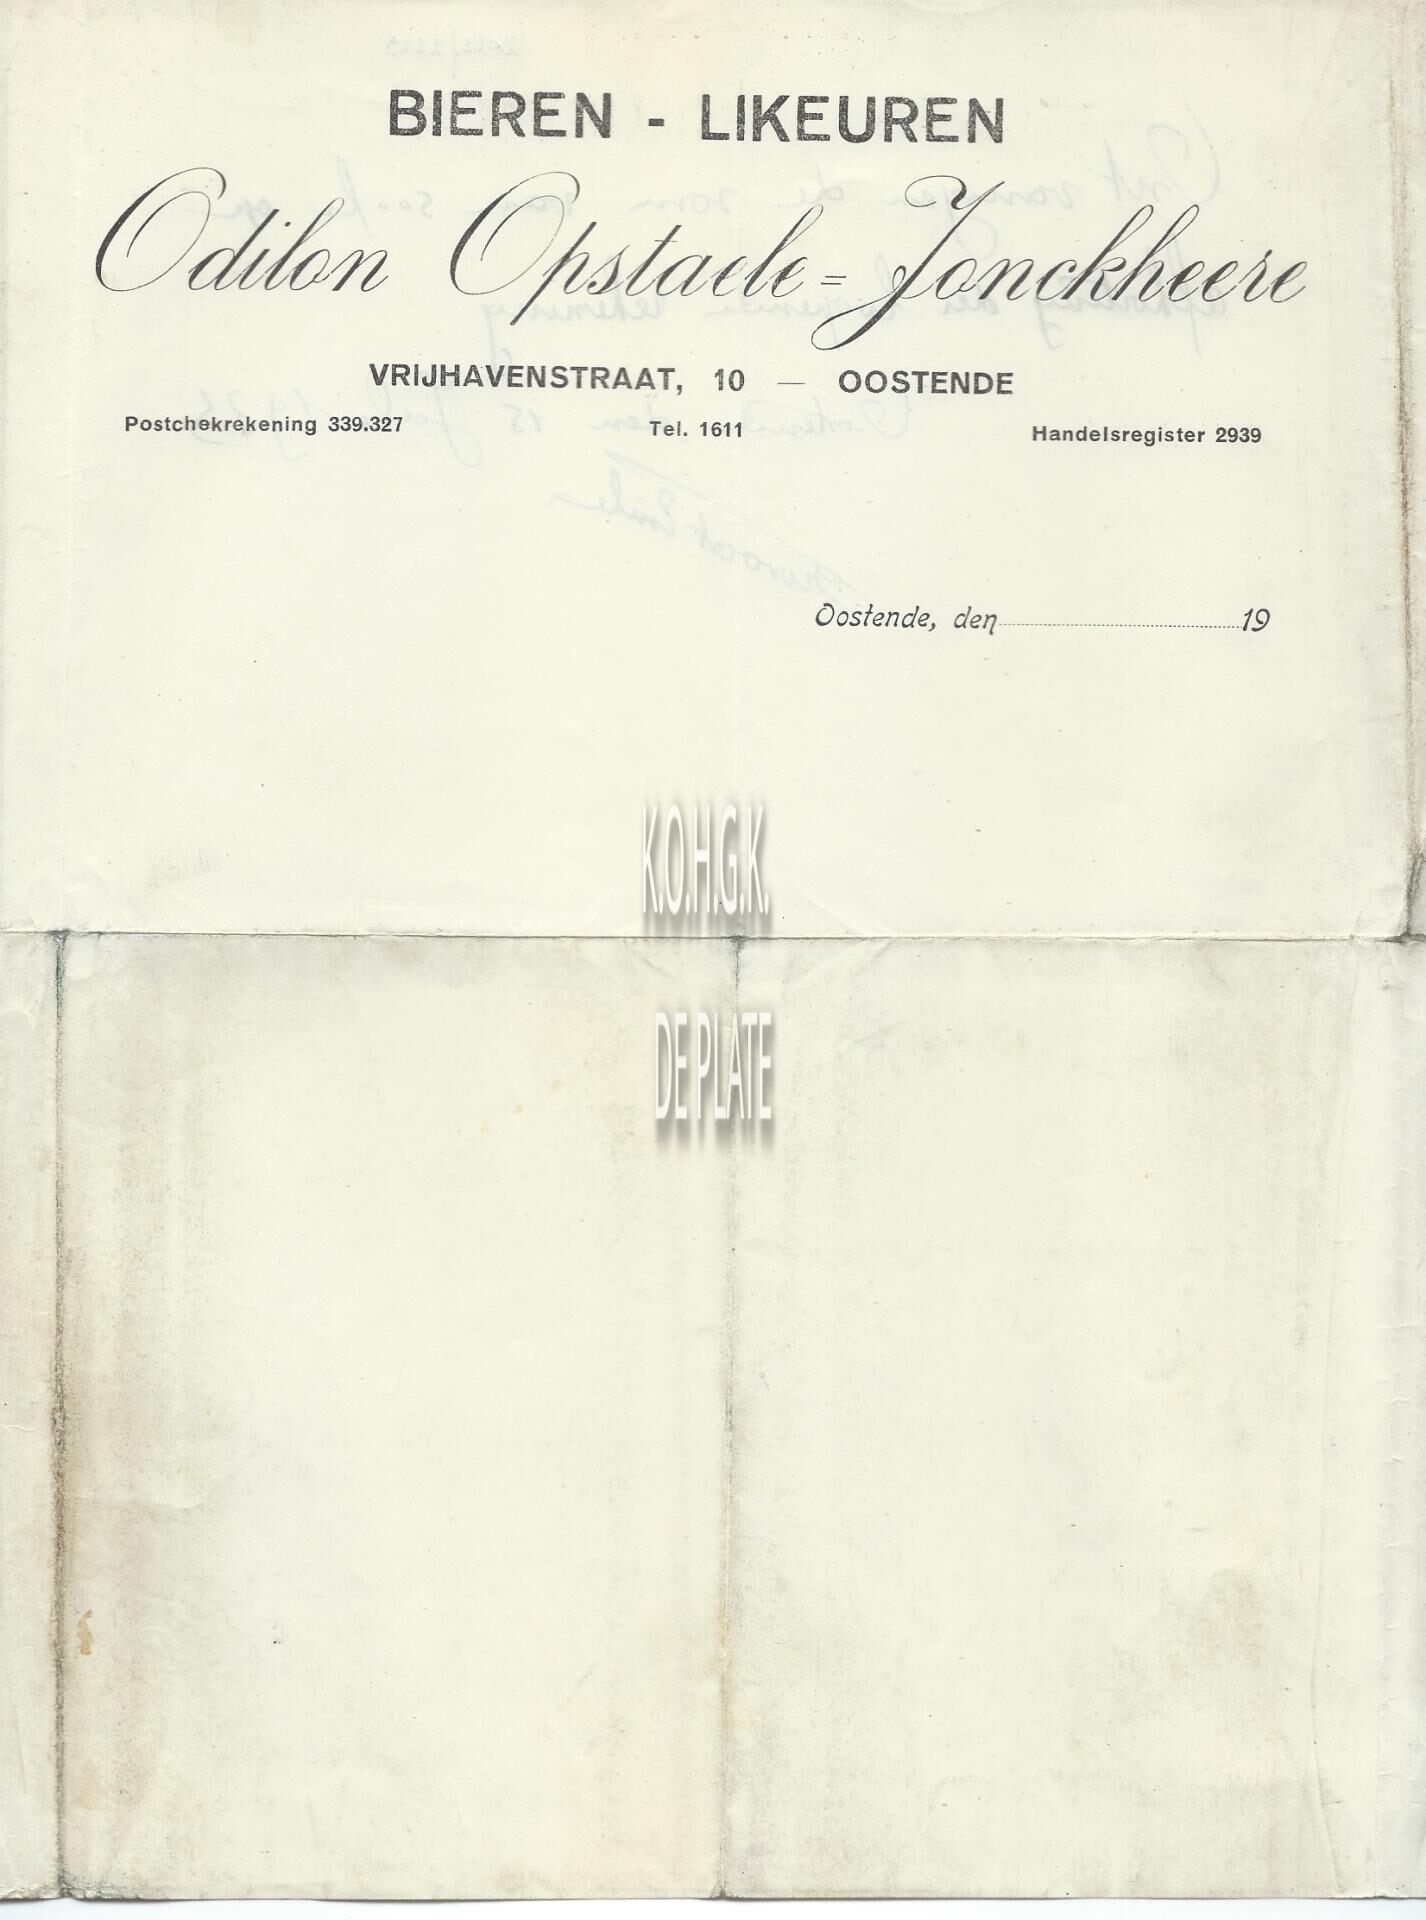 BIEREN - LIKEUREN
Odilon Opstaele=Jonckheere
VRIJHAVENSTRAAT, 10 — OOSTENDE
Postchekrekening 339.327 Tel. 1611 Handelsregister 2939
Oostende, den 19
K.O.H.G.K.
DE PLATE